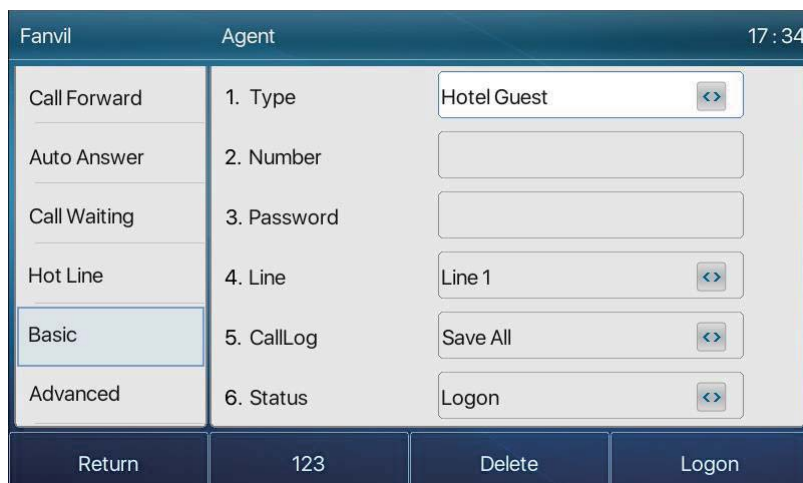 Fanvil Agent 17:34
Call Forward 1. Type Hotel Guest
Auto Answer 2. Number
Call Waiting 3. Password
Hot Line 4. Line Line 1
Basic 5. CallLog Save All
Advanced 6. Status Logon
Return 123 Delete Logon